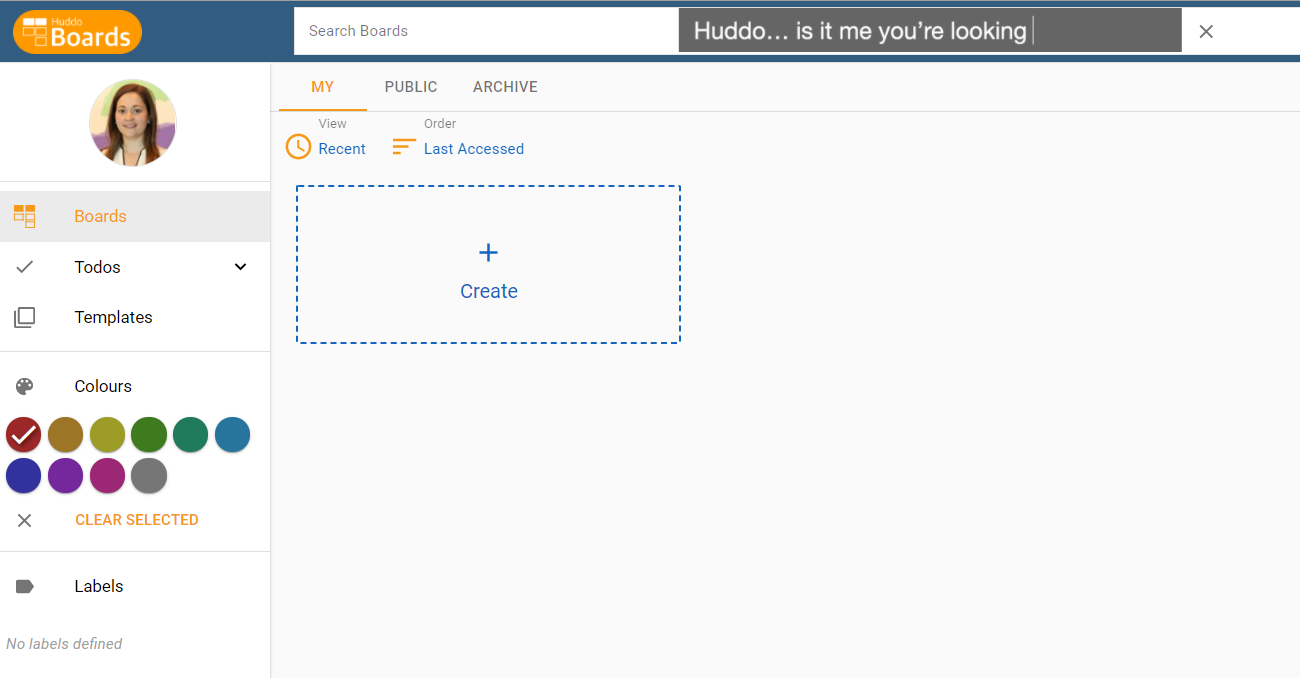 Huddo
Boards
Search Boards
Huddo... is it me you're looking
MY PUBLIC ARCHIVE
View Order
Recent Last Accessed
Boards
Todos
Templates
Create
Colours
CLEAR SELECTED
Labels
No labels defined